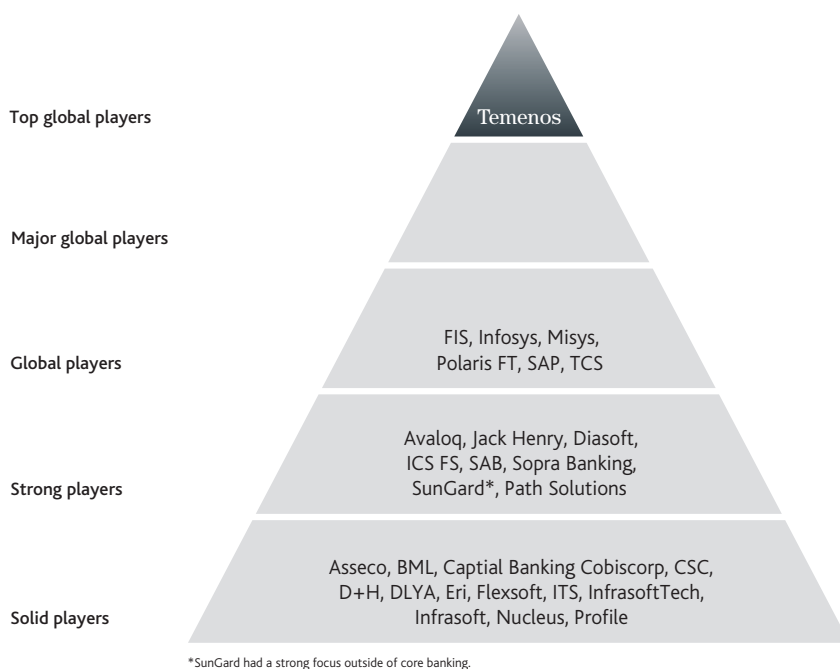 Top global players
Temenos
Major global players
Global players
FIS, Infosys, Misys,
Polaris FT, SAP, TCS
Strong players
Avaloq, Jack Henry, Diasoft,
ICS FS, SAB, Sopra Banking,
SunGard*, Path Solutions
Solid players
Asseco, BML, Captial Banking Cobiscorp, CSC,
D+H, DLYA, Eri, Flexsoft, ITS, InfrasoftTech,
Infrasoft, Nucleus, Profile
*SunGard had a strong focus outside of core banking.